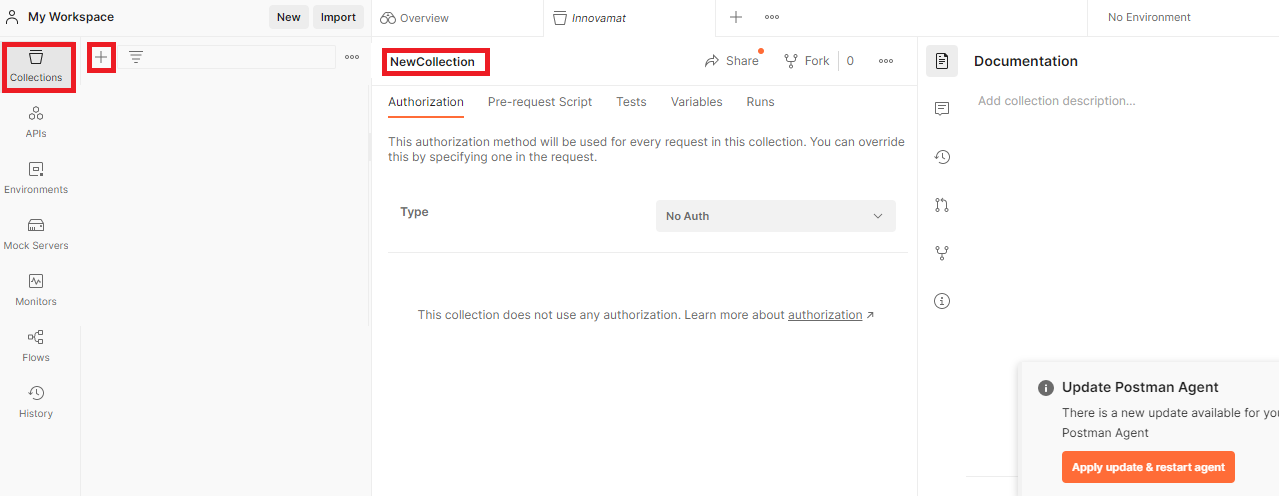 My Workspace
New
Import
Overview
Innovamat
No Environment
Collections
APIs
Environments
Mock Servers
Monitors
Flows
History
NewCollection
Share
Fork
0
Authorization
Pre-request Script
Tests
Variables
Runs
This authorization method will be used for every request in this collection. You can override
this by specifying one in the request.
Type
No Auth
This collection does not use any authorization. Learn more about authorization
Documentation
Add collection description...
Update Postman Agent
There is a new update available for you
Postman Agent
Apply update & restart agent